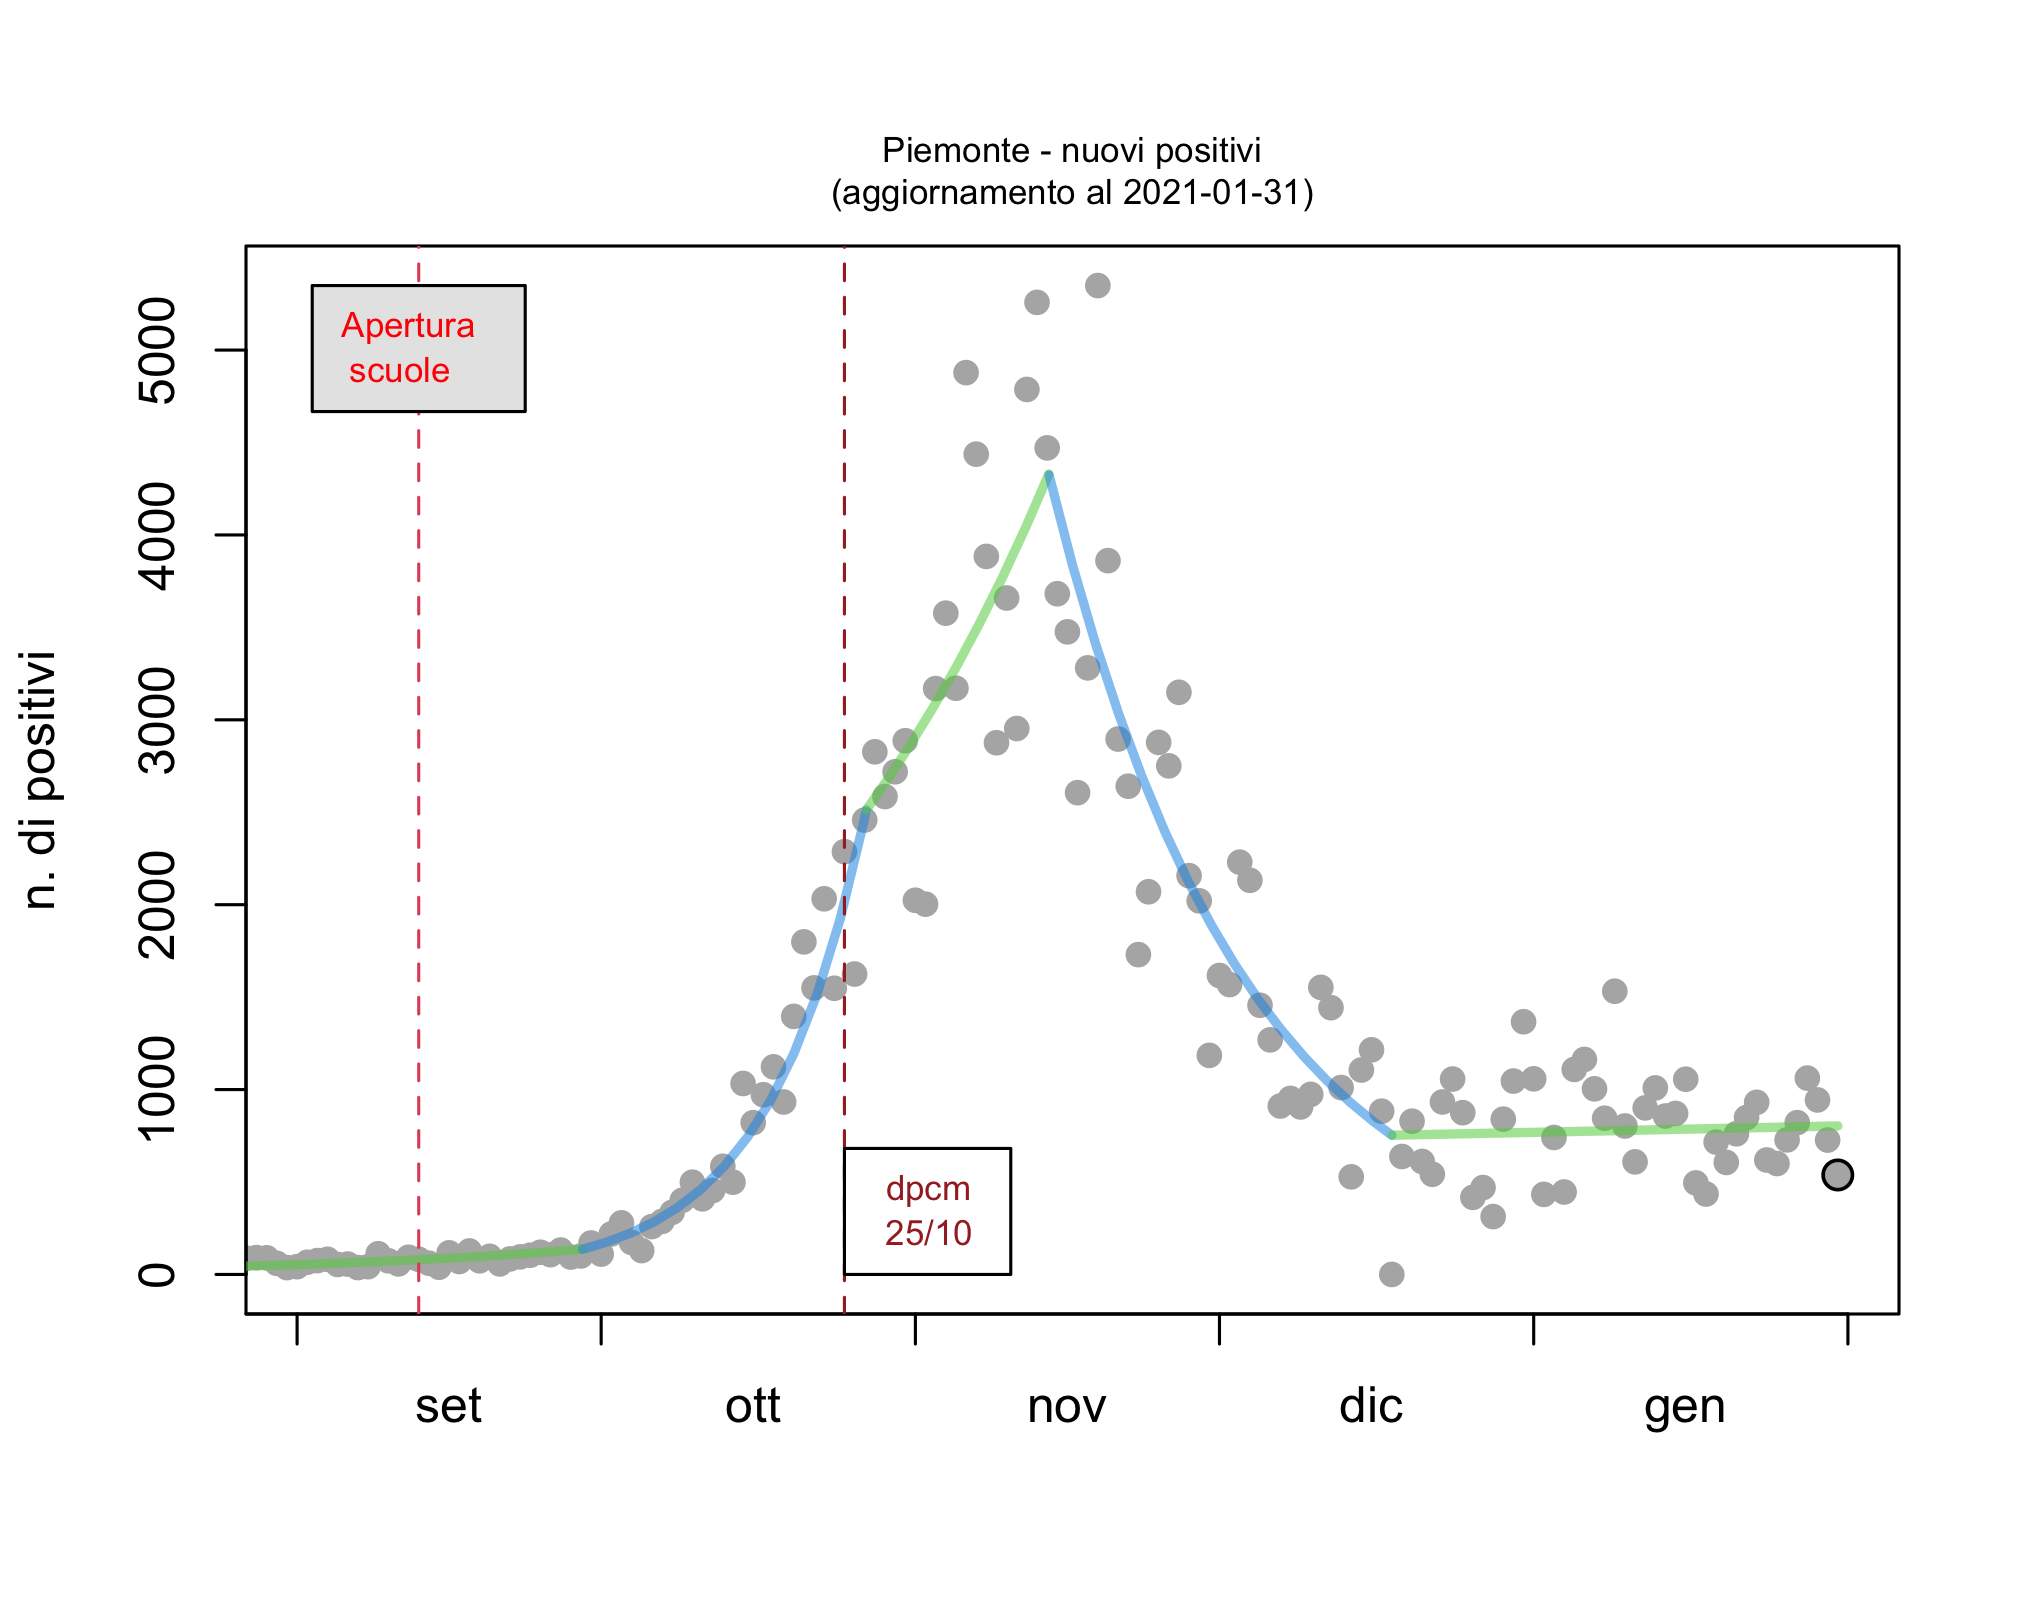 Piemonte - nuovi positivi
(aggiornamento al 2021-01-31)
n. di positivi
5000
4000
3000
2000
1000
0
Apertura
scuole
dpcm
25/10
set
ott
nov
dic
gen